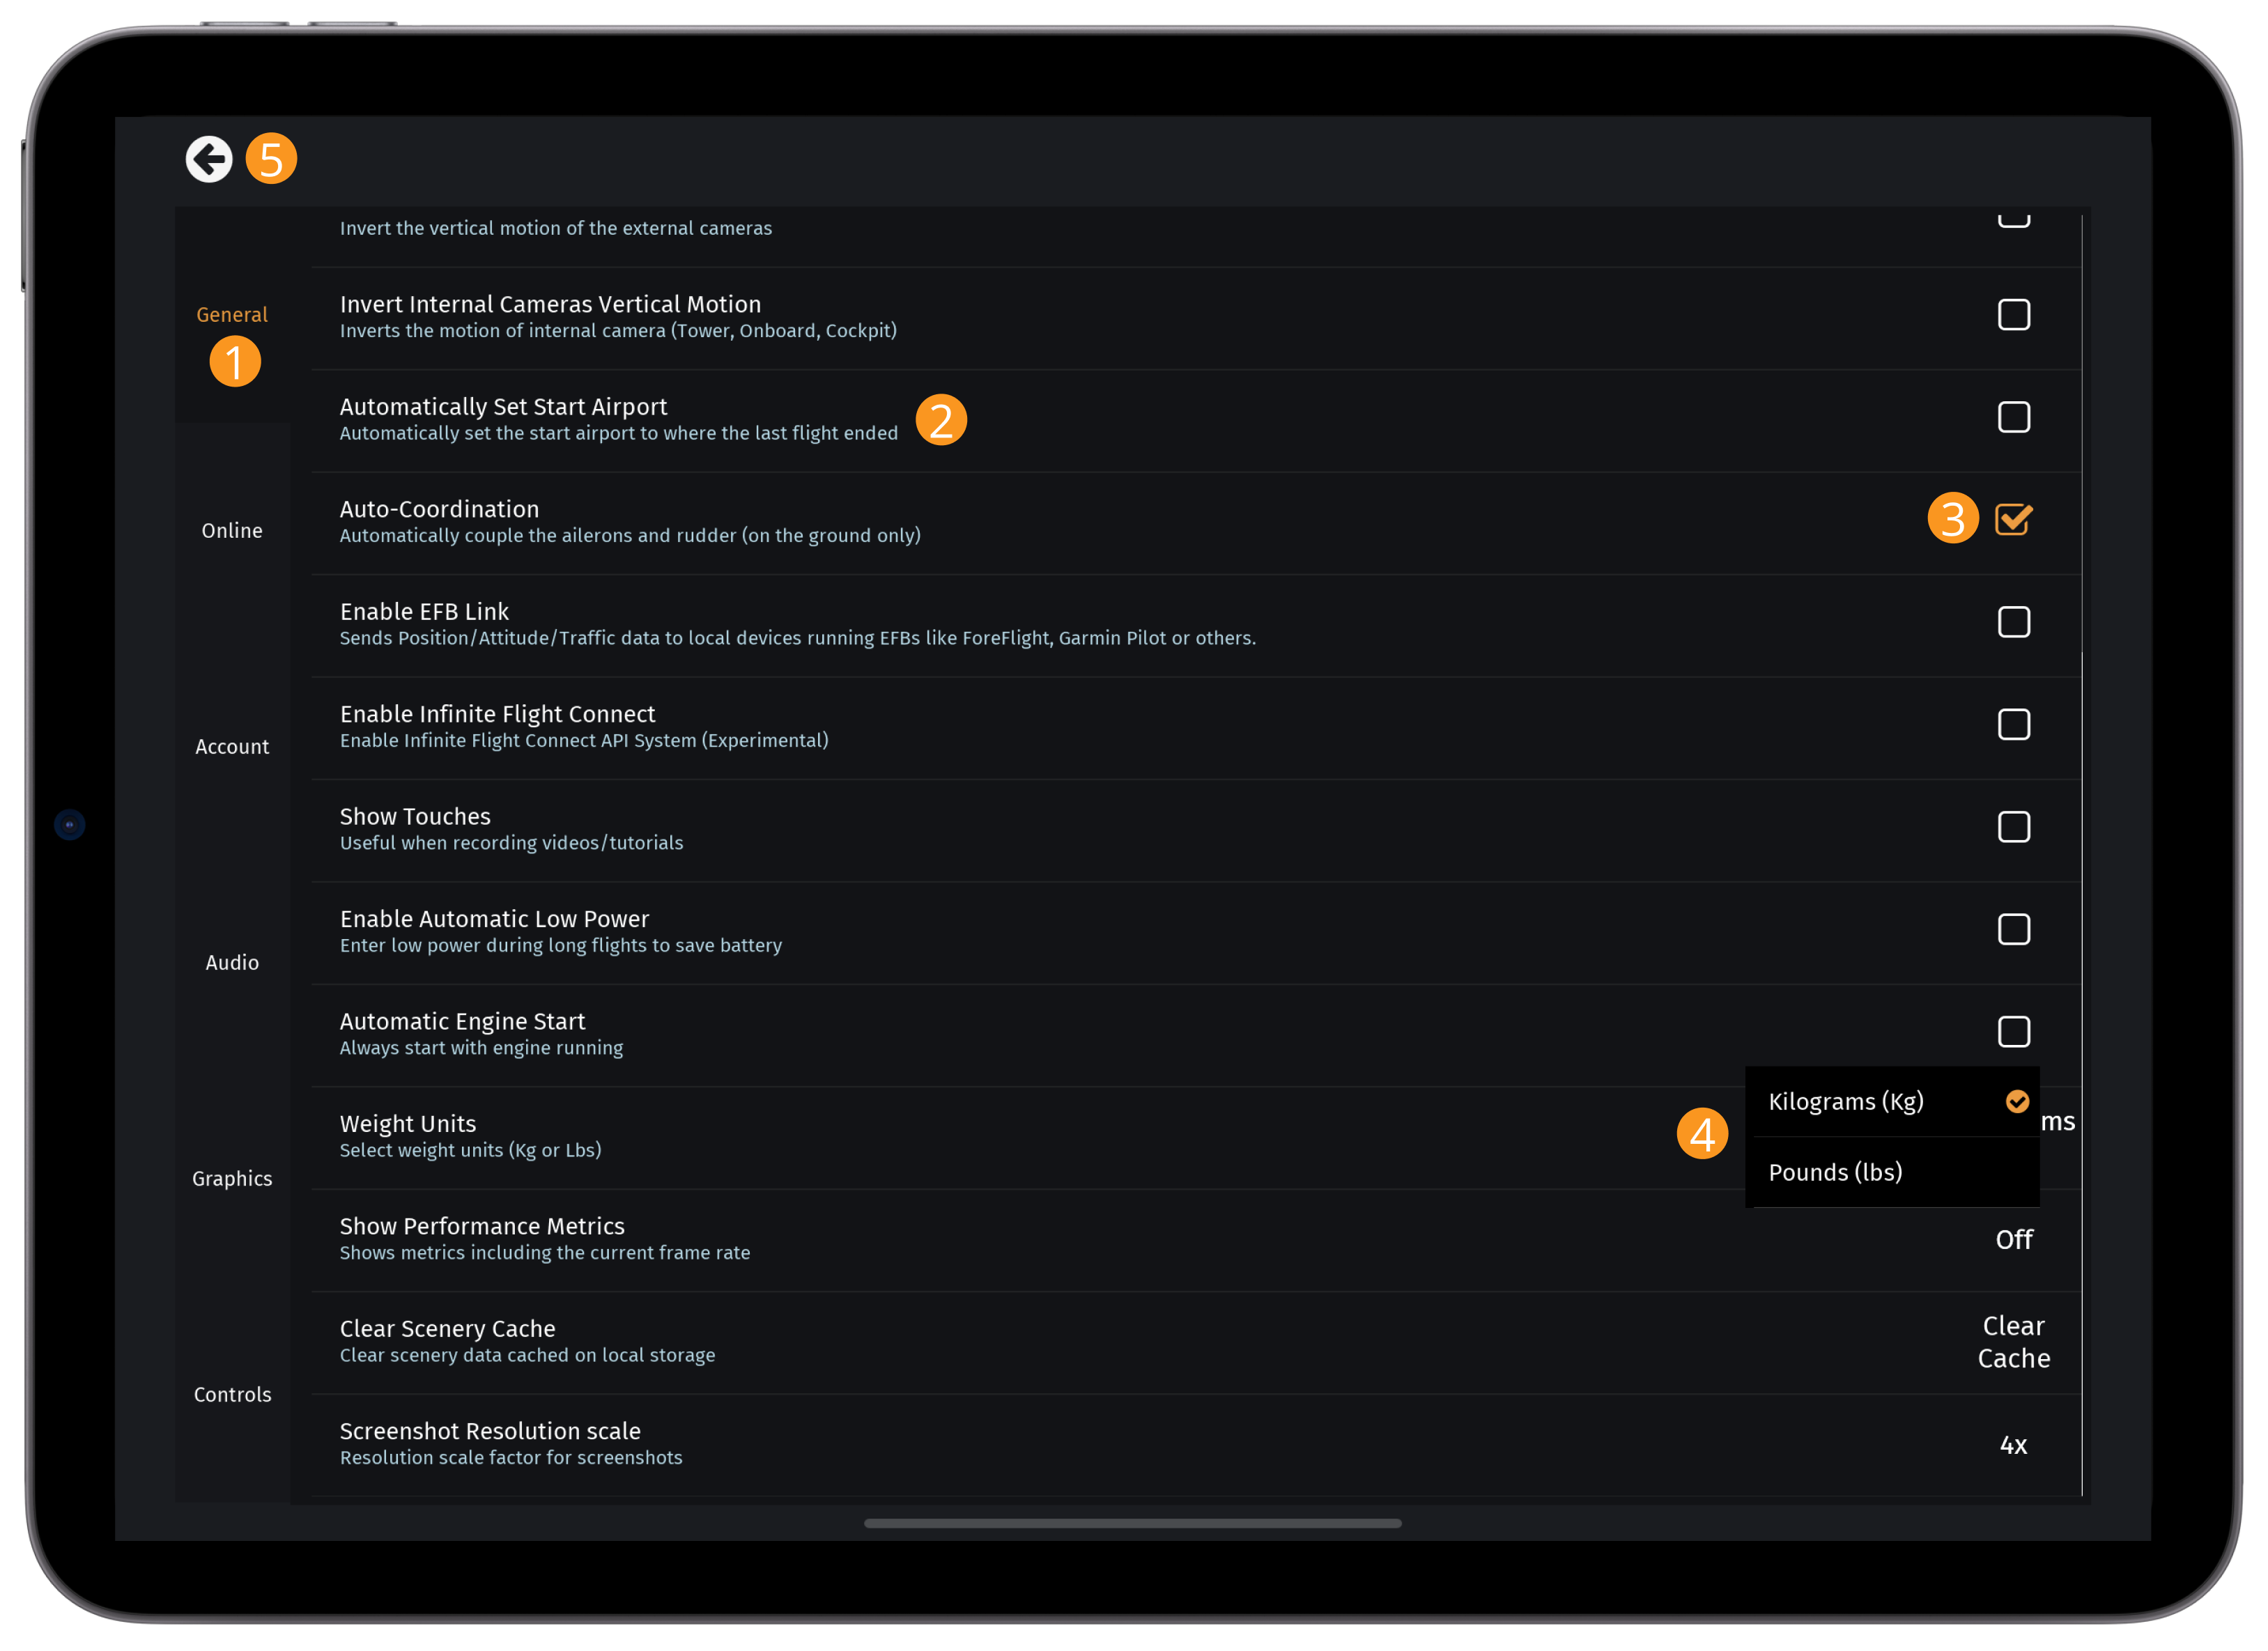 5
Invert the vertical motion of the external cameras
General
1
Invert Internal Cameras Vertical Motion
Inverts the motion of internal camera (Tower, Onboard, Cockpit)
Automatically Set Start Airport
Automatically set the start airport to where the last flight ended
2
Online
Auto-Coordination
Automatically couple the ailerons and rudder (on the ground only)
3
Enable EFB Link
Sends Position/Attitude/Traffic data to local devices running EFBs like ForeFlight, Garmin Pilot or others.
Account
Enable Infinite Flight Connect
Enable Infinite Flight Connect API System (Experimental)
Show Touches
Useful when recording videos/tutorials
Audio
Enable Automatic Low Power
Enter low power during long flights to save battery
Automatic Engine Start
Always start with engine running
Graphics
Weight Units
Select weight units (Kg or Lbs)
4
Kilograms (Kg)
ms
Pounds (lbs)
Show Performance Metrics
Shows metrics including the current frame rate
Off
Controls
Clear Scenery Cache
Clear scenery data cached on local storage
Clear
Cache
Screenshot Resolution scale
Resolution scale factor for screenshots
4x